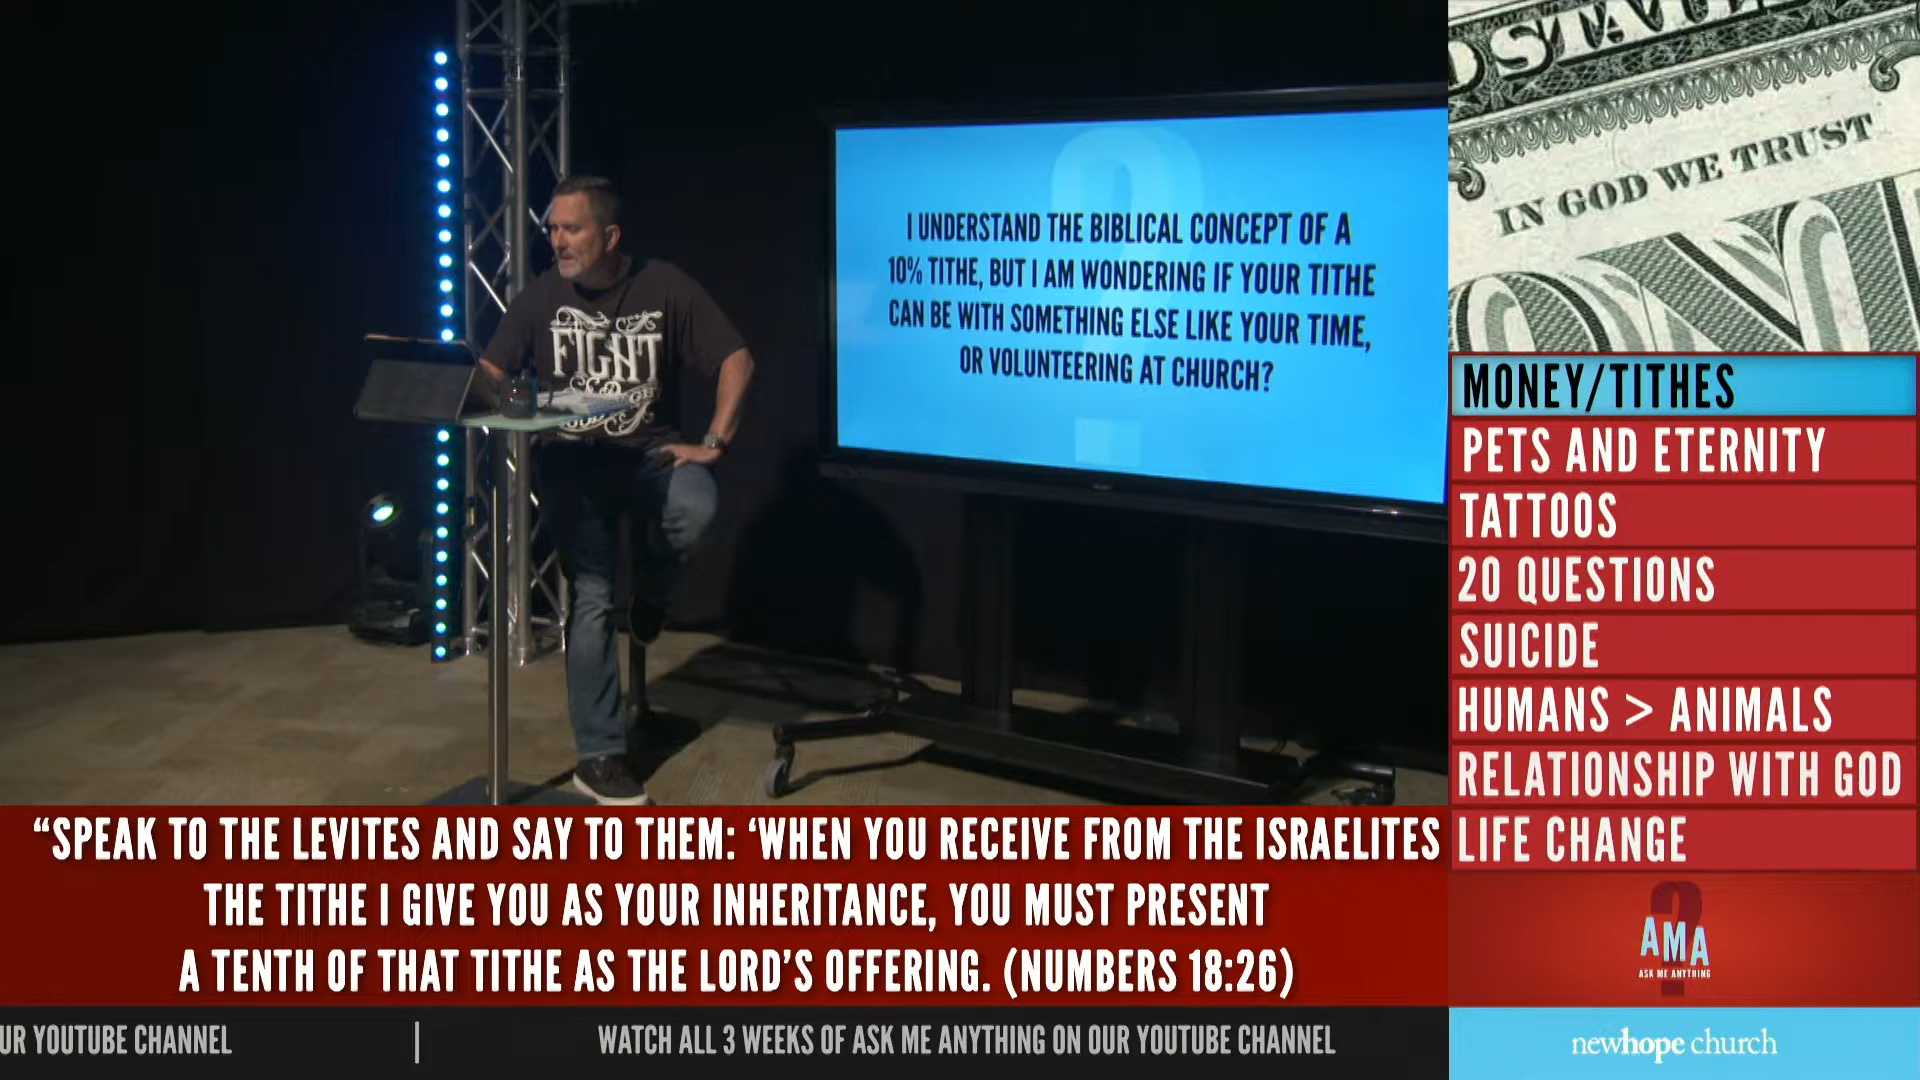 I UNDERSTAND THE BIBLICAL CONCEPT OF A
10% TITHE, BUT I AM WONDERING IF YOUR TITHE
CAN BE WITH SOMETHING ELSE LIKE YOUR TIME,
OR VOLUNTEERING AT CHURCH?
FIGHT
IN GOD WE TRUST
MONEY/TITHES
PETS AND ETERNITY
TATTOOS
20 QUESTIONS
SUICIDE
HUMANS > ANIMALS
RELATIONSHIP WITH GOD
LIFE CHANGE
AMA
ASK ME ANYTHING
“SPEAK TO THE LEVITES AND SAY TO THEM: ‘WHEN YOU RECEIVE FROM THE ISRAELITES
THE TITHE I GIVE YOU AS YOUR INHERITANCE, YOU MUST PRESENT
A TENTH OF THAT TITHE AS THE LORD’S OFFERING. (NUMBERS 18:26)
UR YOUTUBE CHANNEL | WATCH ALL 3 WEEKS OF ASK ME ANYTHING ON OUR YOUTUBE CHANNEL
newhope church